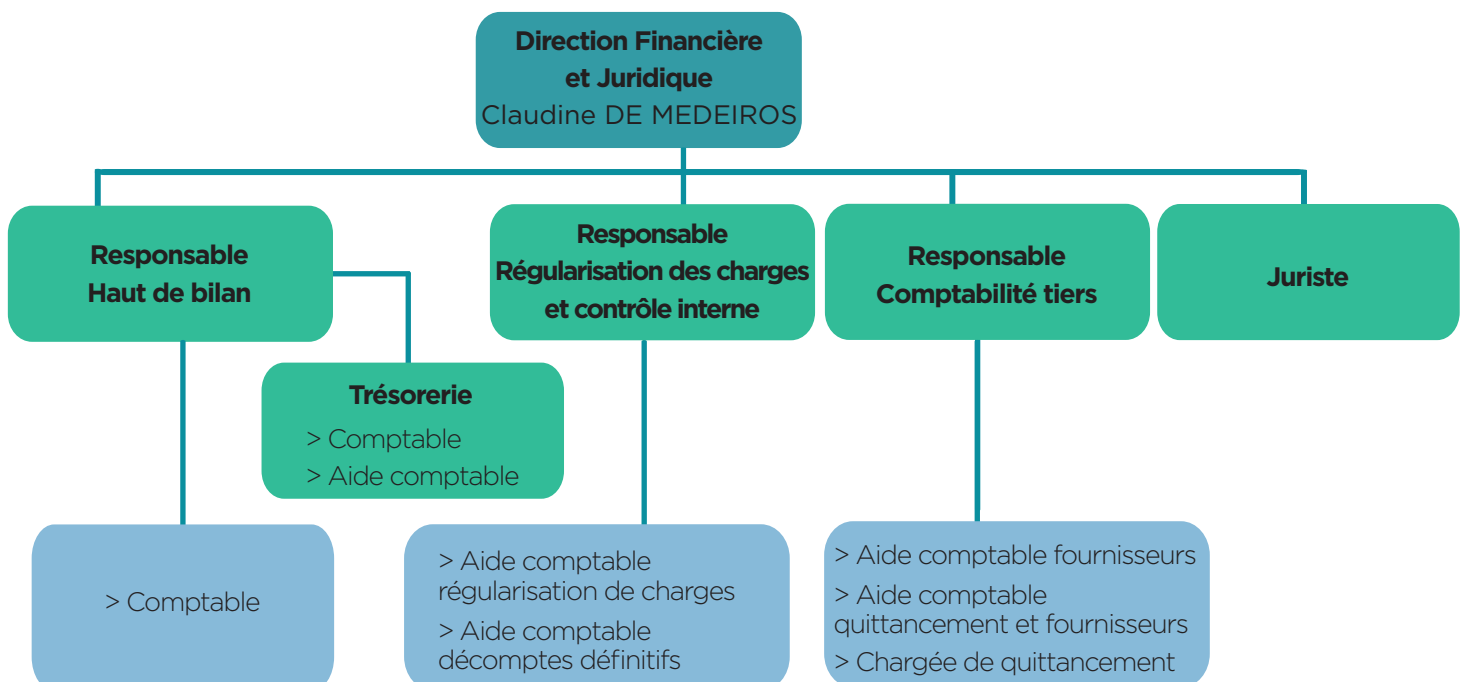 Direction Financière
et Juridique
Claudine DE MEDEIROS
Responsable
Haut de bilan
Responsable
Régularisation des charges
et contrôle interne
Responsable
Comptabilité tiers
Juriste
Trésorerie
> Comptable
> Aide comptable
> Comptable
> Aide comptable
régularisation de charges
> Aide comptable
décomptes définitifs
> Aide comptable fournisseurs
> Aide comptable
quittancement et fournisseurs
> Chargée de quittancement